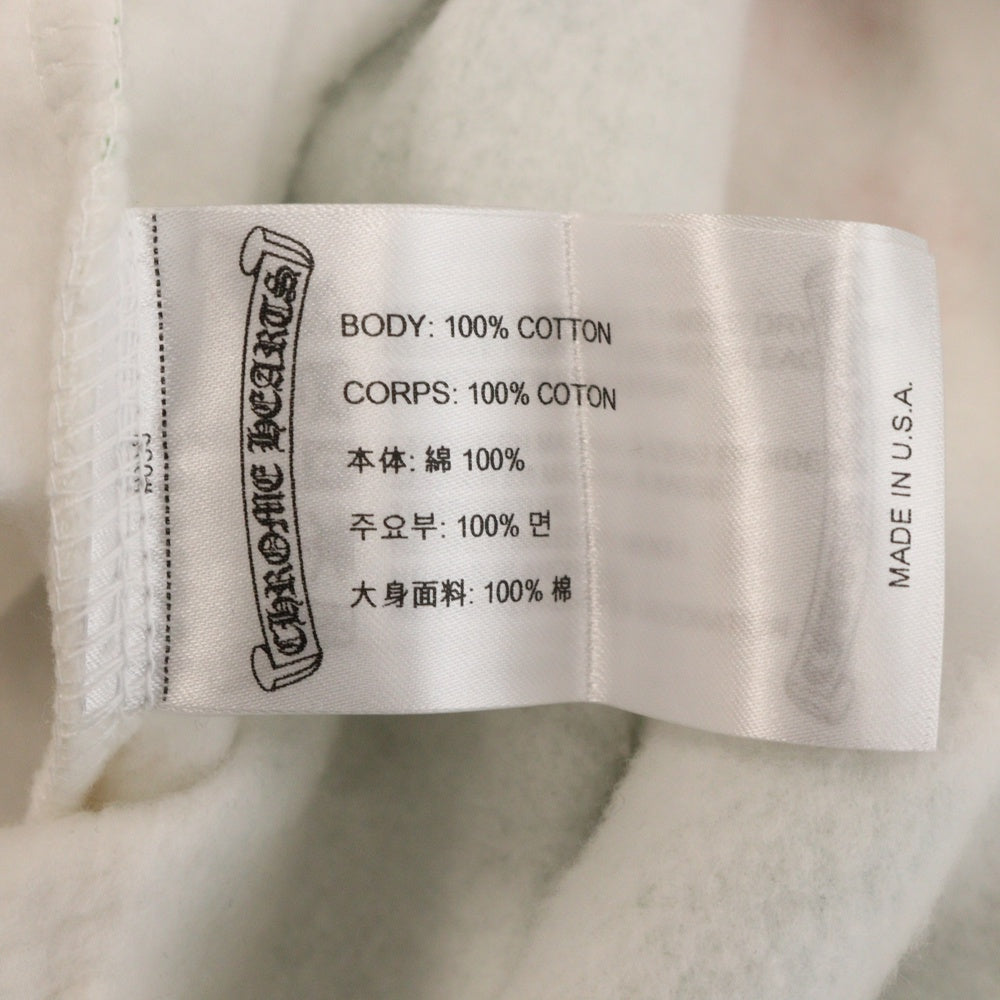 CHROME HEARTS
BODY: 100% COTTON
CORPS: 100% COTON
本体: 綿 100%
주요부: 100% 면
大身面料: 100% 棉
MADE IN U.S.A.